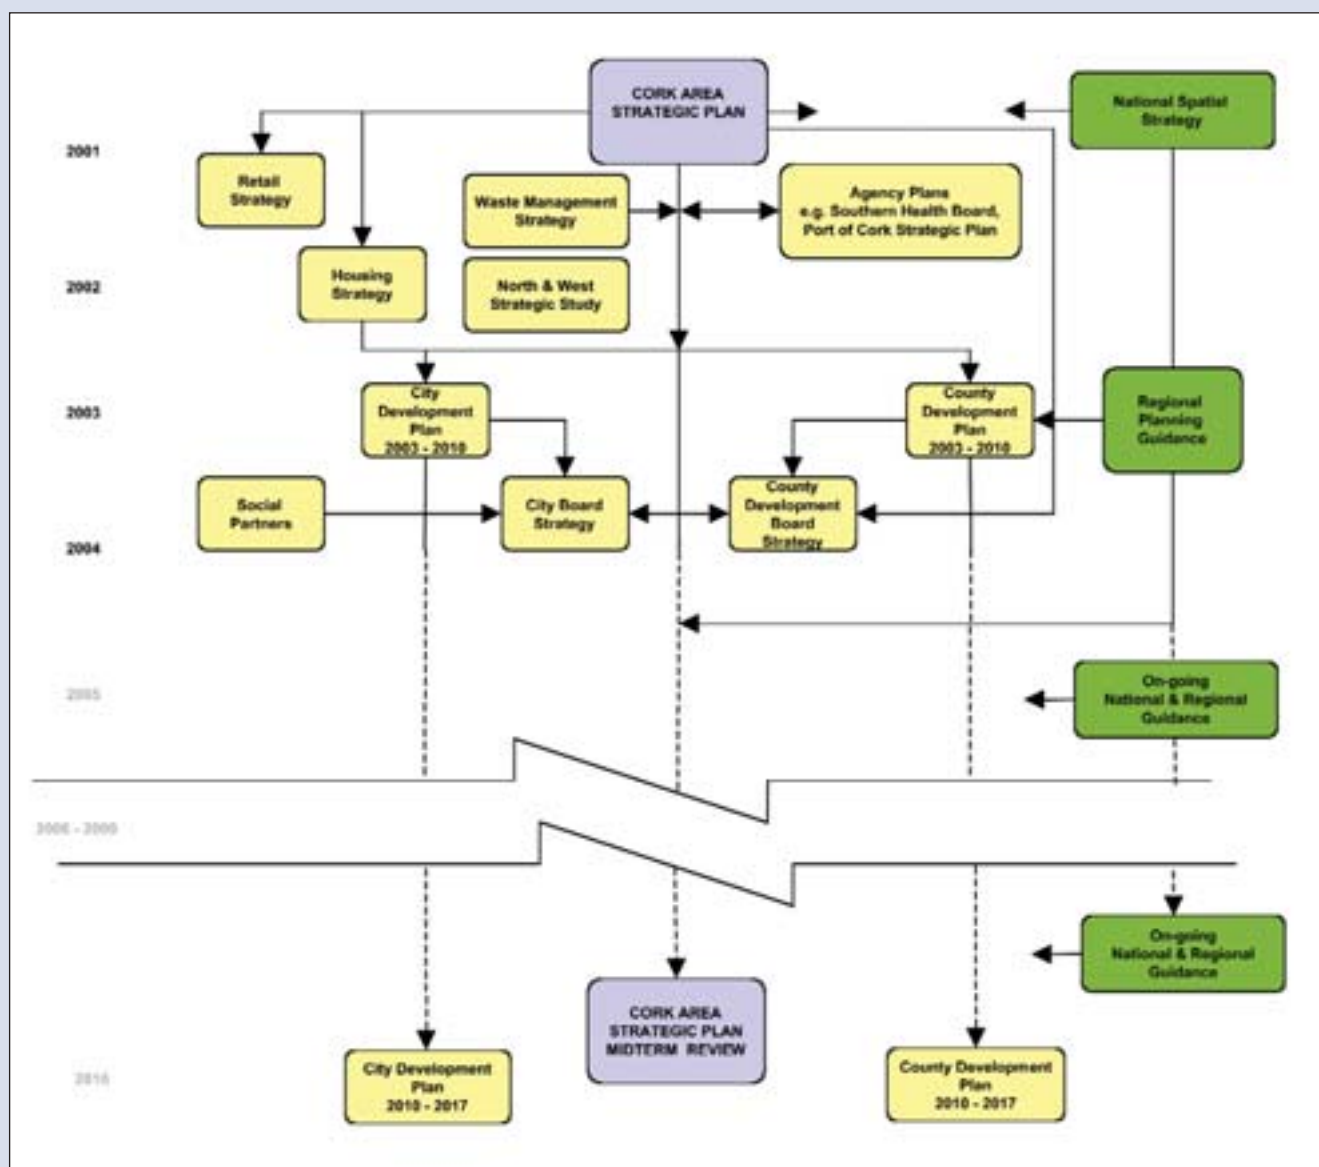 CORK AREA
STRATEGIC PLAN
National Spatial
Strategy
2001
Retail
Strategy
Waste Management
Strategy
Agency Plans
e.g. Southern Health Board,
Port of Cork Strategic Plan
2002
Housing
Strategy
North & West
Strategic Study
2003
City
Development
Plan
2003 - 2010
County
Development
Plan
2003 - 2010
Regional
Planning
Guidance
Social
Partners
City Board
Strategy
County
Development
Board
Strategy
2004
2005
On-going
National & Regional
Guidance
On-going
National & Regional
Guidance
CORK AREA
STRATEGIC PLAN
MIDTERM REVIEW
City Development
Plan
2010 - 2017
County Development
Plan
2010 - 2017